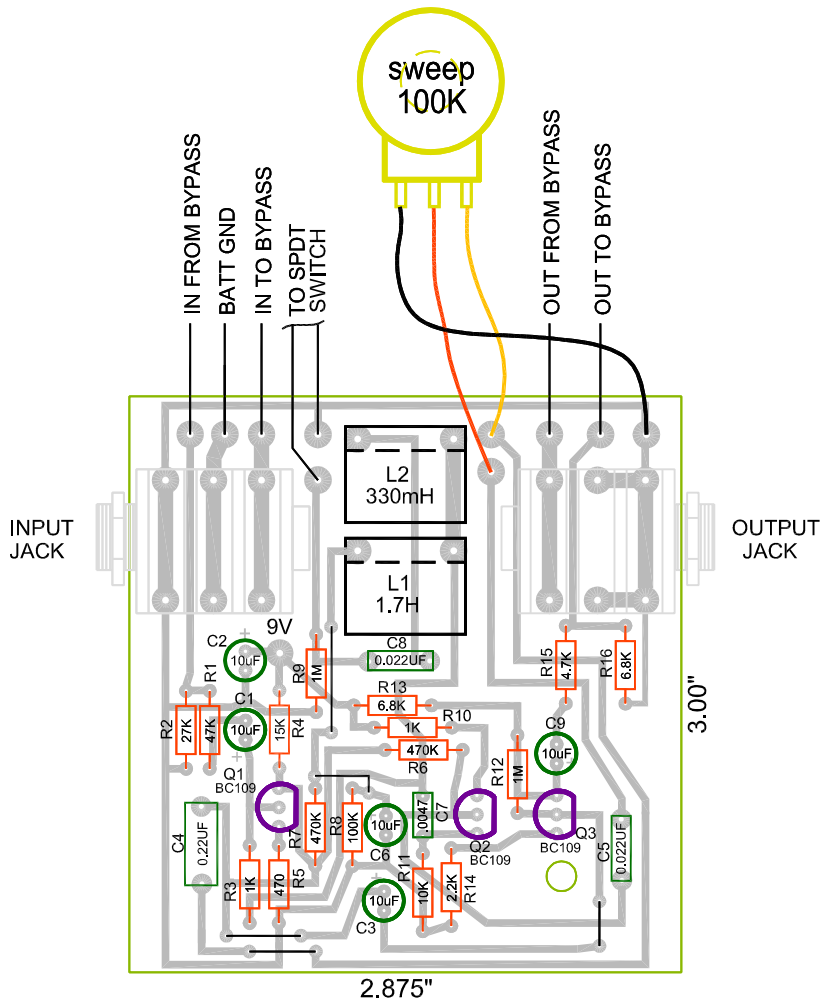 sweep
100K
IN FROM BYPASS
BATT GND
IN TO BYPASS
TO SPDT
SWITCH
OUT FROM BYPASS
OUT TO BYPASS
INPUT
JACK
L2
330mH
OUTPUT
JACK
L1
1.7H
9V
C2
10uF
R1
C1
10uF
R2
27K
47K
R4
15K
R9
1M
C8
0.022UF
R13
6.8K
R10
1K
470K
R6
R15
4.7K
R16
6.8K
3.00"
C9
10uF
R12
1M
Q1
BC109
C4
0.22UF
R7
470K
R8
100K
10uF
C6
.0047
C7
Q2
BC109
Q3
BC109
C5
0.022UF
R3
1K
470
R5
10uF
C3
R11
10K
2.2K
R14
2.875"
+
+
+
+
+